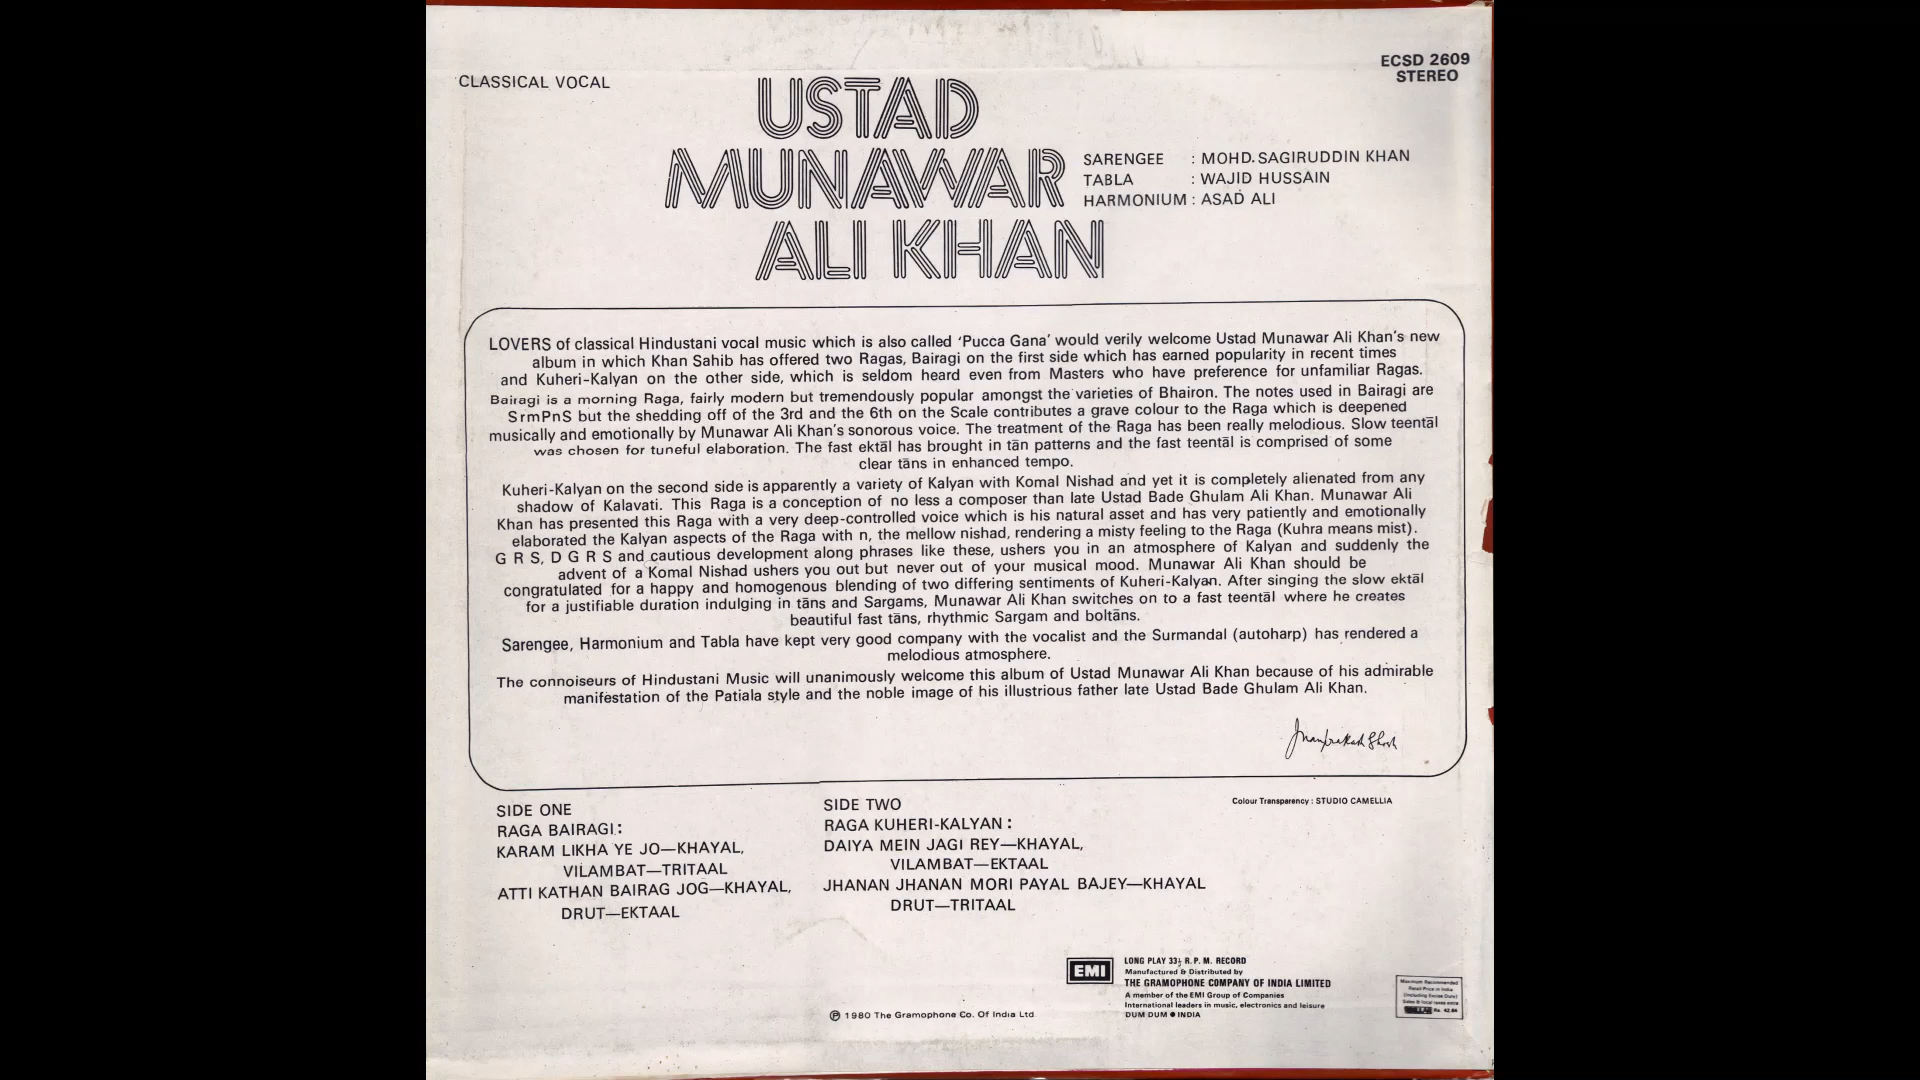 CLASSICAL VOCAL
ECSD 2609
STEREO
USTAD
MUNAWAR
ALI KHAN
SARENGEE : MOHD. SAGIRUDDIN KHAN
TABLA : WAJID HUSSAIN
HARMONIUM : ASAD ALI
LOVERS of classical Hindustani vocal music which is also called ‘Pucca Gana’ would verily welcome Ustad Munawar Ali Khan’s new
album in which Khan Sahib has offered two Ragas, Bairagi on the first side which has earned popularity in recent times
and Kuheri-Kalyan on the other side, which is seldom heard even from Masters who have preference for unfamiliar Ragas.
Bairagi is a morning Raga, fairly modern but tremendously popular amongst the varieties of Bhairon. The notes used in Bairagi are
SrmPnS but the shedding off of the 3rd and the 6th on the Scale contributes a grave colour to the Raga which is deepened
musically and emotionally by Munawar Ali Khan’s sonorous voice. The treatment of the Raga has been really melodious. Slow teentāl
was chosen for tuneful elaboration. The fast ektāl has brought in tān patterns and the fast teentāl is comprised of some
clear tāns in enhanced tempo.
Kuheri-Kalyan on the second side is apparently a variety of Kalyan with Komal Nishad and yet it is completely alienated from any
shadow of Kalavati. This Raga is a conception of no less a composer than late Ustad Bade Ghulam Ali Khan. Munawar Ali
Khan has presented this Raga with a very deep-controlled voice which is his natural asset and has very patiently and emotionally
elaborated the Kalyan aspects of the Raga with n, the mellow nishad, rendering a misty feeling to the Raga (Kuhra means mist).
G R S, D G R S and cautious development along phrases like these, ushers you in an atmosphere of Kalyan and suddenly the
advent of a Komal Nishad ushers you out but never out of your musical mood. Munawar Ali Khan should be
congratulated for a happy and homogenous blending of two differing sentiments of Kuheri-Kalyan. After singing the slow ektāl
for a justifiable duration indulging in tāns and Sargams, Munawar Ali Khan switches on to a fast teentāl where he creates
beautiful fast tāns, rhythmic Sargam and boltāns.
Sarengee, Harmonium and Tabla have kept very good company with the vocalist and the Surmandal (autoharp) has rendered a
melodious atmosphere.
The connoiseurs of Hindustani Music will unanimously welcome this album of Ustad Munawar Ali Khan because of his admirable
manifestation of the Patiala style and the noble image of his illustrious father late Ustad Bade Ghulam Ali Khan.
Jnanprakash Ghosh
SIDE ONE
RAGA BAIRAGI :
KARAM LIKHA YE JO—KHAYAL,
VILAMBAT—TRITAAL
ATTI KATHAN BAIRAG JOG—KHAYAL,
DRUT—EKTAAL
SIDE TWO
RAGA KUHERI-KALYAN :
DAIYA MEIN JAGI REY—KHAYAL,
VILAMBAT—EKTAAL
JHANAN JHANAN MORI PAYAL BAJEY—KHAYAL
DRUT—TRITAAL
Colour Transparency : STUDIO CAMELLIA
EMI
LONG PLAY 33⅓ R. P. M. RECORD
Manufactured & Distributed by
THE GRAMOPHONE COMPANY OF INDIA LIMITED
A member of the EMI Group of Companies
International leaders in music, electronics and leisure
DUM DUM ● INDIA
℗ 1980 The Gramophone Co. Of India Ltd
Maximum Recommended
Retail Price in India
(Including Excise Duty)
Sales & local taxes extra